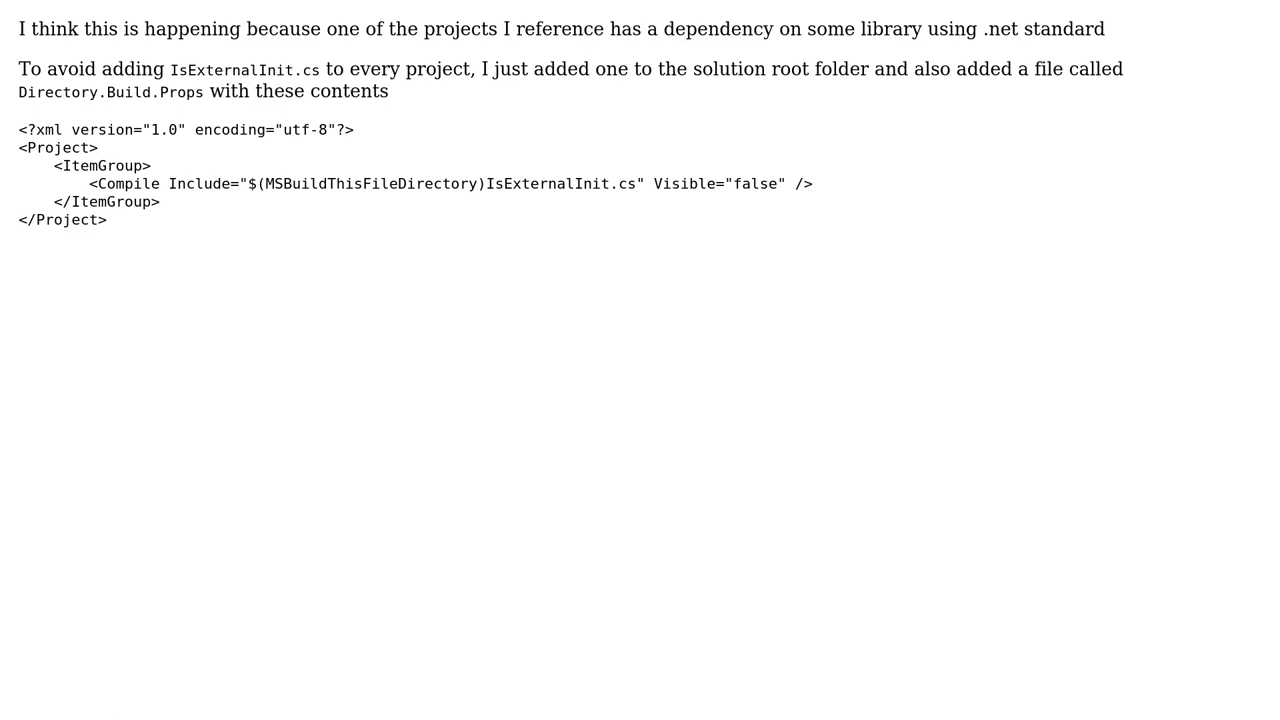 I think this is happening because one of the projects I reference has a dependency on some library using .net standard
To avoid adding IsExternalInit.cs to every project, I just added one to the solution root folder and also added a file called
Directory.Build.Props with these contents
<?xml version="1.0" encoding="utf-8"?>
<Project>
    <ItemGroup>
        <Compile Include="$(MSBuildThisFileDirectory)IsExternalInit.cs" Visible="false" />
    </ItemGroup>
</Project>